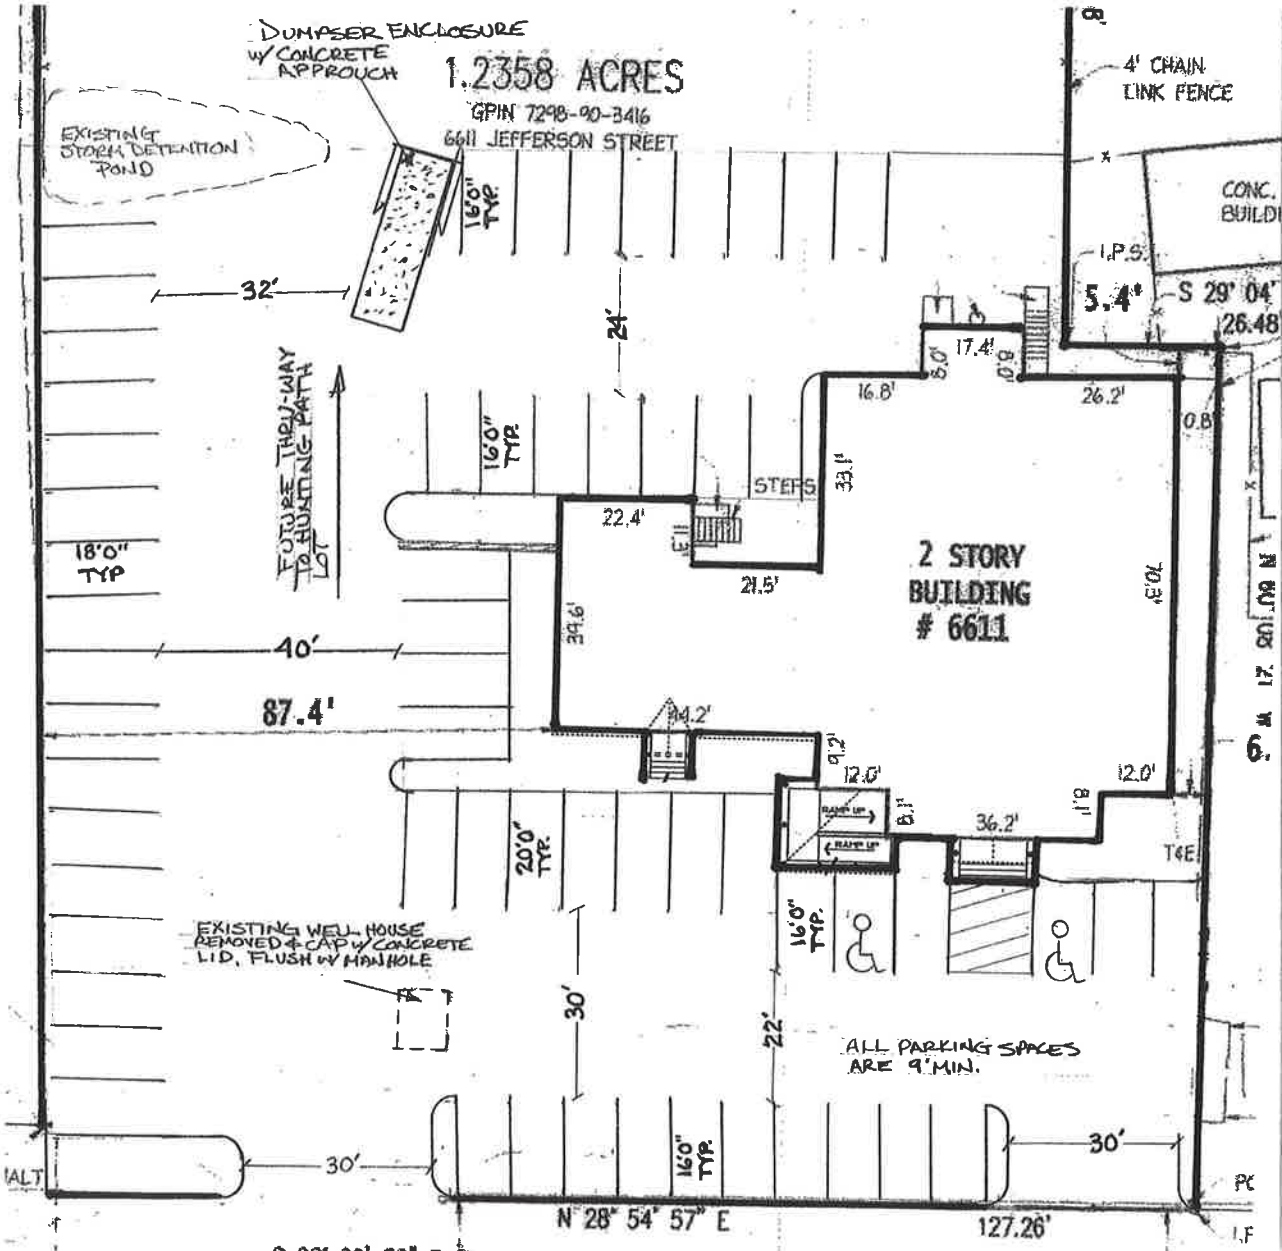 DUMPSER ENCLOSURE
W/ CONCRETE
APPROUCH
1.2358 ACRES
GPIN 7298-90-3416
6611 JEFFERSON STREET
8'
4' CHAIN
LINK FENCE
EXISTING
STORM DETENTION
POND
16'0"
TYP.
CONC.
I.P.S.
5.4'
S 29° 04'
26.48
32'
24'
17.4'
8.0'
8.0'
16.8'
26.2'
0.8'
FUTURE THRU-WAY
TO HUNTING PATH
LOT
16'0"
TYP.
33.1'
STEPS
22.4'
11.3'
21.5'
18'0"
TYP
2 STORY
BUILDING
# 6611
70.3'
39.6'
40'
87.4'
44.2'
9.2'
12.0'
12.0'
RAMP UP
8.1'
8.1'
36.2'
RAMP UP
T&E
6.
20'0"
TYP.
16'0"
TYP.
EXISTING WELL HOUSE
REMOVED & CAP W/ CONCRETE
LID, FLUSH W/ MANHOLE
30'
22'
ALL PARKING SPACES
ARE 9' MIN.
16'0"
TYP.
30'
30'
N 28° 54' 57" E
127.26'